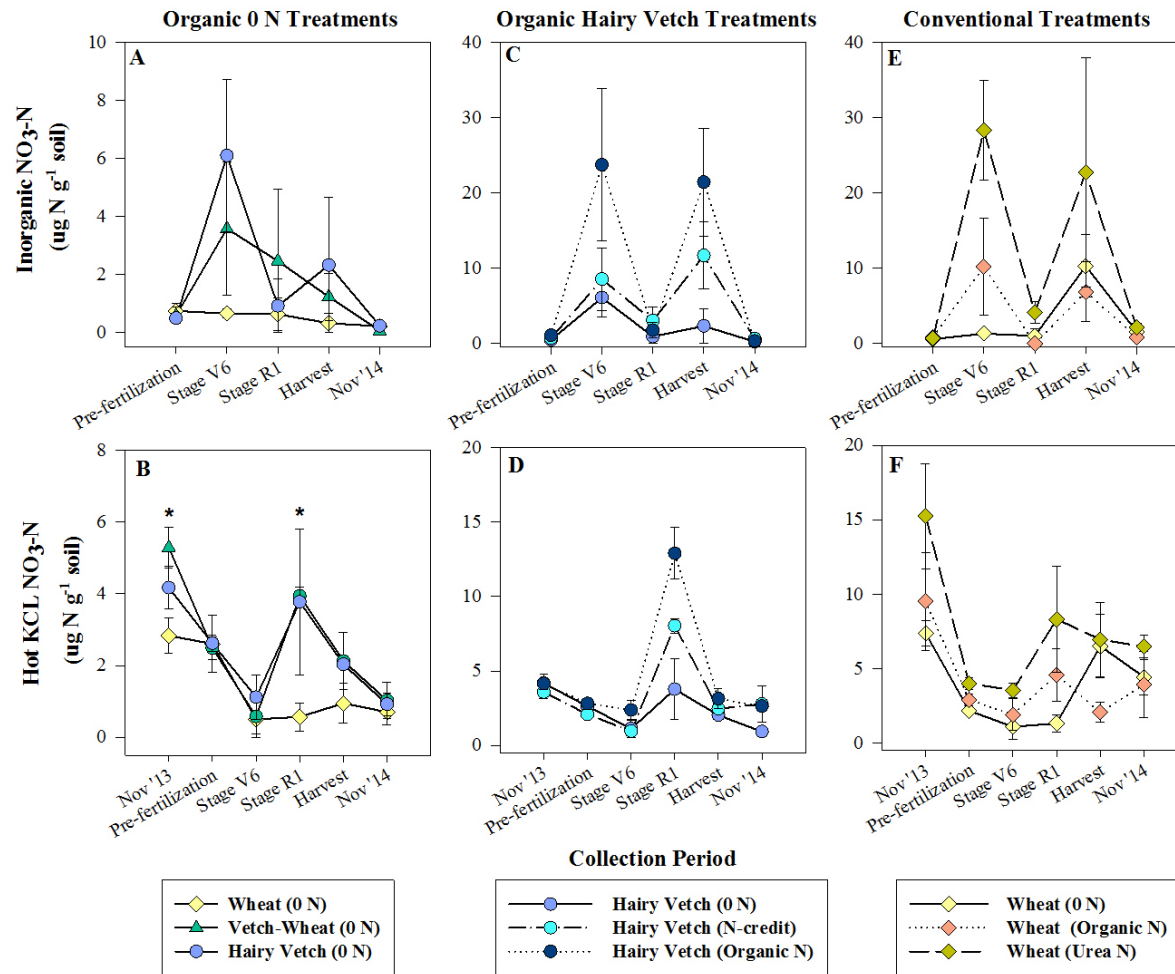 Organic 0 N Treatments
Organic Hairy Vetch Treatments
Conventional Treatments
Inorganic NO3-N
(ug N g-1 soil)
A
10
8
6
4
2
0
Pre-fertilization
Stage V6
Stage R1
Harvest
Nov '14
C
40
30
20
10
0
Pre-fertilization
Stage V6
Stage R1
Harvest
Nov '14
E
40
30
20
10
0
Pre-fertilization
Stage V6
Stage R1
Harvest
Nov '14
Hot KCL NO3-N
(ug N g-1 soil)
B
8
6
4
2
0
*
*
Nov '13
Pre-fertilization
Stage V6
Stage R1
Harvest
Nov '14
D
20
15
10
5
0
Nov '13
Pre-fertilization
Stage V6
Stage R1
Harvest
Nov '14
F
20
15
10
5
0
Nov '13
Pre-fertilization
Stage V6
Stage R1
Harvest
Nov '14
Collection Period
Wheat (0 N)
Vetch-Wheat (0 N)
Hairy Vetch (0 N)
Hairy Vetch (0 N)
Hairy Vetch (N-credit)
Hairy Vetch (Organic N)
Wheat (0 N)
Wheat (Organic N)
Wheat (Urea N)